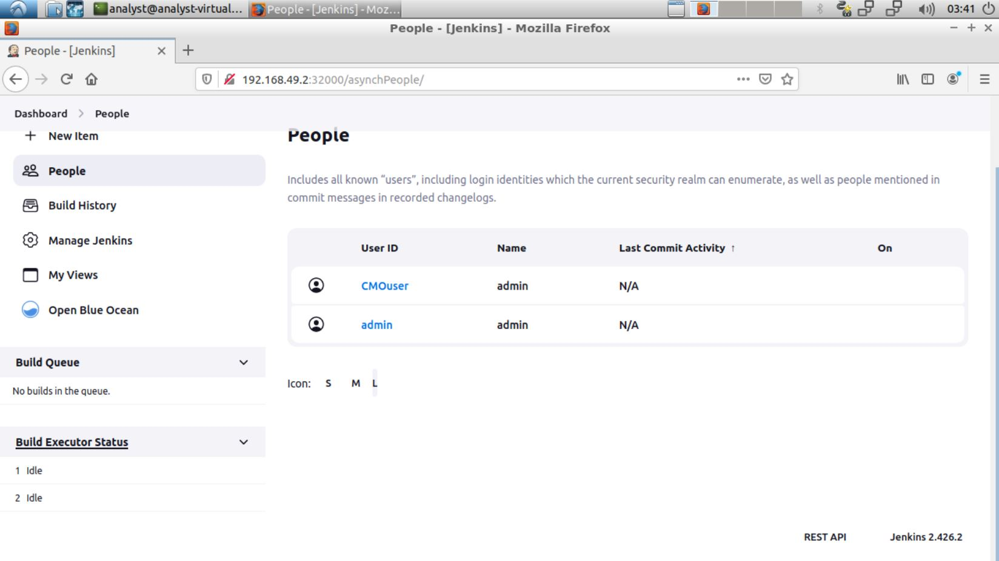 analyst@analyst-virtual...
People - [Jenkins] - Moz...
03:41
People - [Jenkins] - Mozilla Firefox
People - [Jenkins]
192.168.49.2:32000/asynchPeople/
Dashboard
People
New Item
People
Build History
Manage Jenkins
My Views
Open Blue Ocean
Build Queue
No builds in the queue.
Build Executor Status
1 Idle
2 Idle
People
Includes all known “users”, including login identities which the current security realm can enumerate, as well as people mentioned in
commit messages in recorded changelogs.
User ID Name Last Commit Activity ↑ On
CMOuser admin N/A
admin admin N/A
Icon: S M L
REST API Jenkins 2.426.2